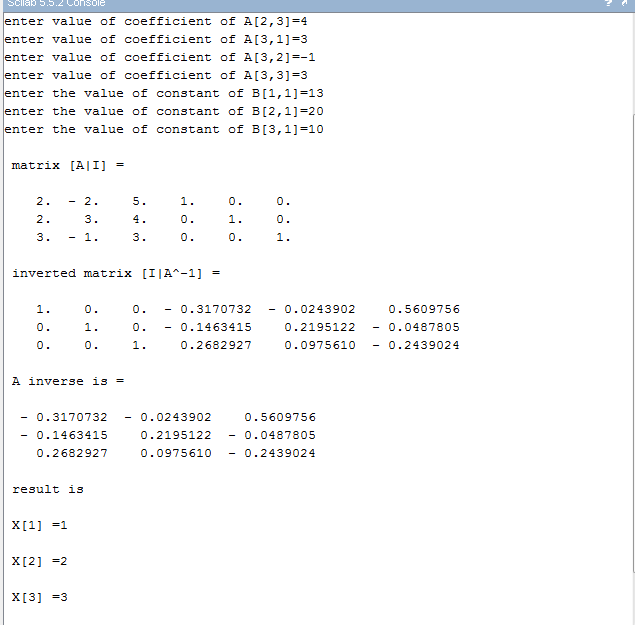 Scilab 5.5.2 Console
enter value of coefficient of A[2,3]=4
enter value of coefficient of A[3,1]=3
enter value of coefficient of A[3,2]=-1
enter value of coefficient of A[3,3]=3
enter the value of constant of B[1,1]=13
enter the value of constant of B[2,1]=20
enter the value of constant of B[3,1]=10
matrix [A|I] =
2. - 2. 5. 1. 0. 0.
2. 3. 4. 0. 1. 0.
3. - 1. 3. 0. 0. 1.
inverted matrix [I|A^-1] =
1. 0. 0. - 0.3170732 - 0.0243902 0.5609756
0. 1. 0. - 0.1463415 0.2195122 - 0.0487805
0. 0. 1. 0.2682927 0.0975610 - 0.2439024
A inverse is =
- 0.3170732 - 0.0243902 0.5609756
- 0.1463415 0.2195122 - 0.0487805
0.2682927 0.0975610 - 0.2439024
result is
X[1] =1
X[2] =2
X[3] =3